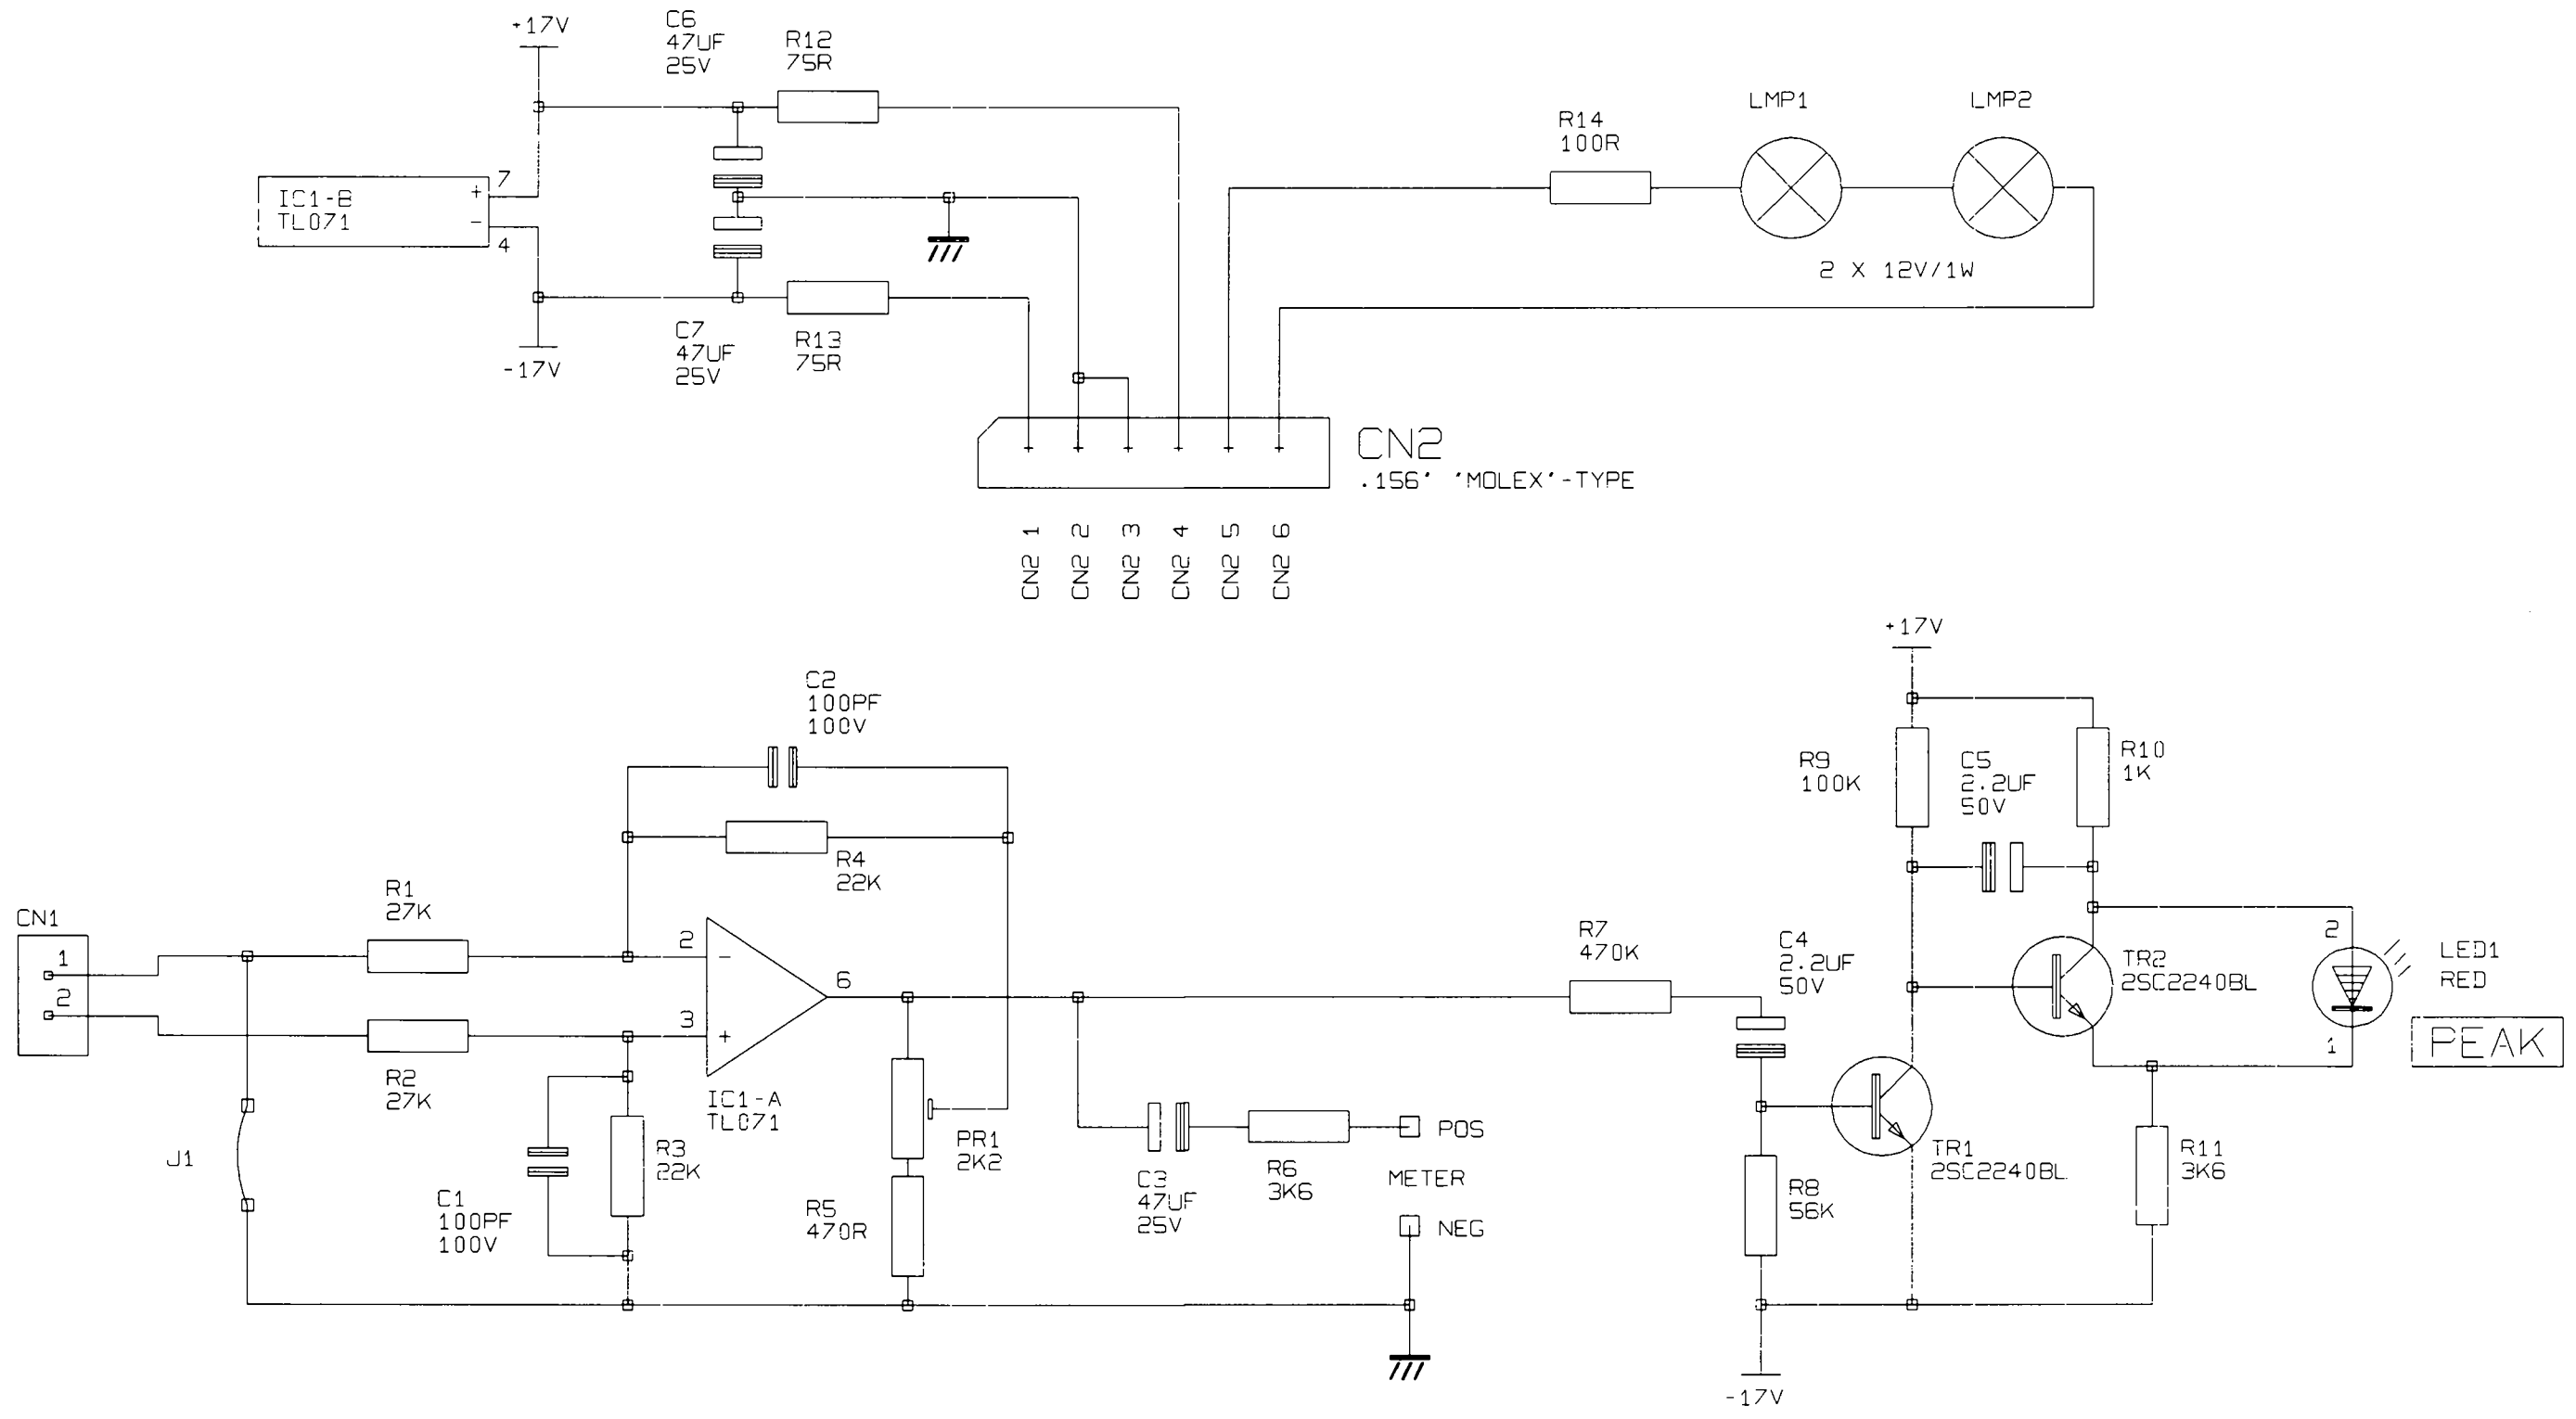 +17V
C6
47UF
25V
R12
75R
IC1-B
TL071
+
7
-
4
-17V
C7
47UF
25V
R13
75R
R14
100R
LMP1
LMP2
2 X 12V/1W
CN2
.156" "MOLEX"-TYPE
CN2 1
CN2 2
CN2 3
CN2 4
CN2 5
CN2 6
CN1
1
2
J1
R1
27K
R2
27K
C2
100PF
100V
R4
22K
2
-
3
+
6
IC1-A
TL071
C1
100PF
100V
R3
22K
PR1
2K2
R5
470R
C3
47UF
25V
R6
3K6
POS
METER
NEG
R7
470K
C4
2.2UF
50V
+17V
R9
100K
C5
2.2UF
50V
R10
1K
TR2
2SC2240BL
2
1
LED1
RED
PEAK
TR1
2SC2240BL
R8
56K
R11
3K6
-17V